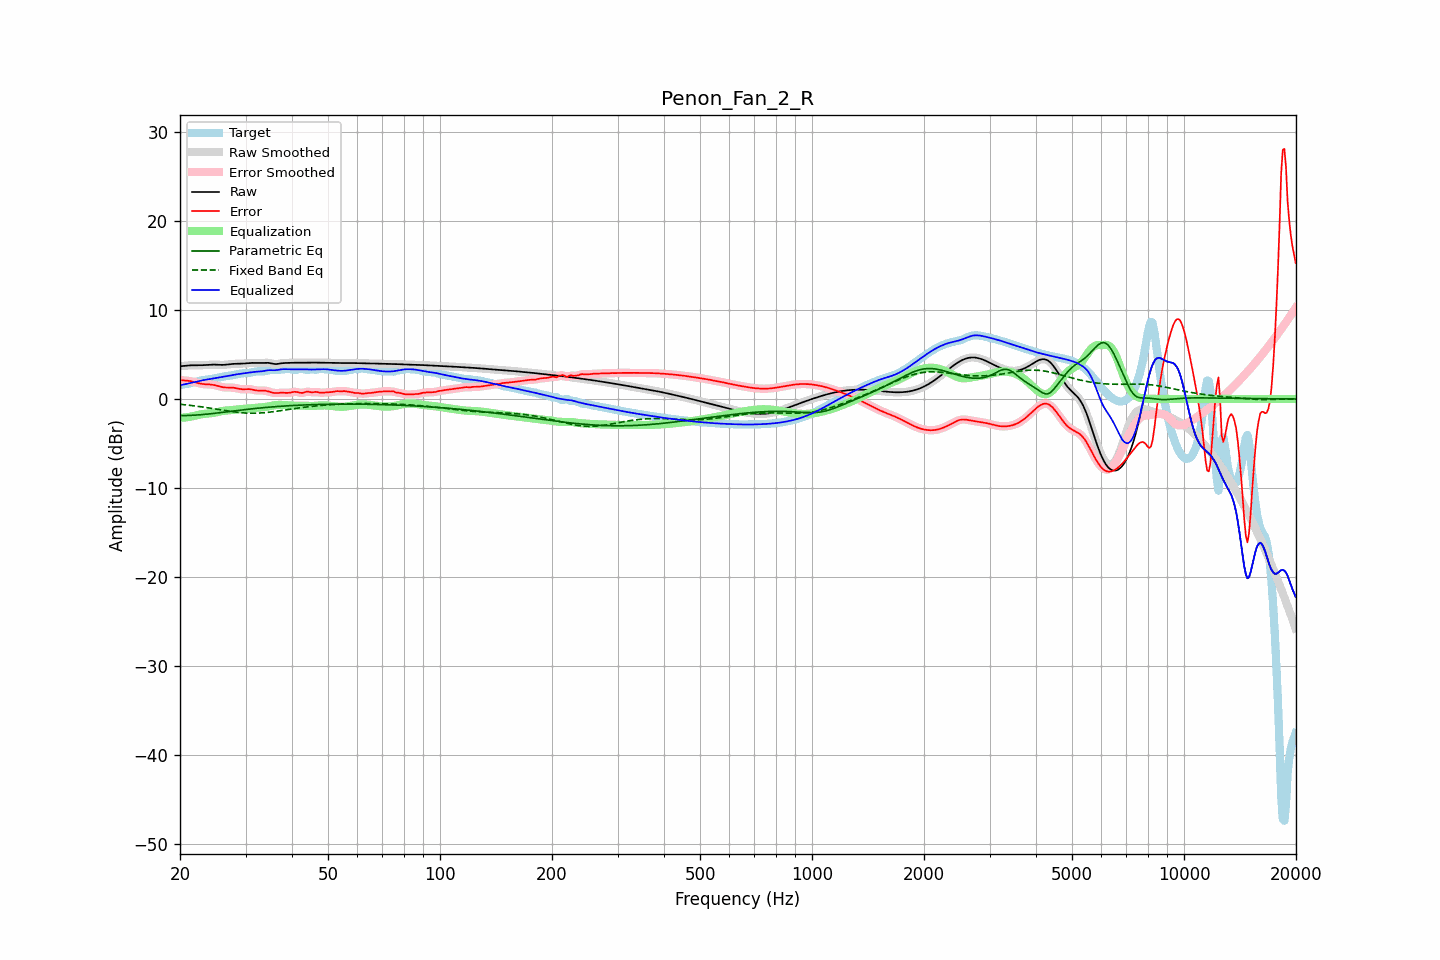 Penon_Fan_2_R
30
20
10
0
−10
−20
−30
−40
−50
Amplitude (dBr)
Target
Raw Smoothed
Error Smoothed
Raw
Error
Equalization
Parametric Eq
Fixed Band Eq
Equalized
20 50 100 200 500 1000 2000 5000 10000 20000
Frequency (Hz)